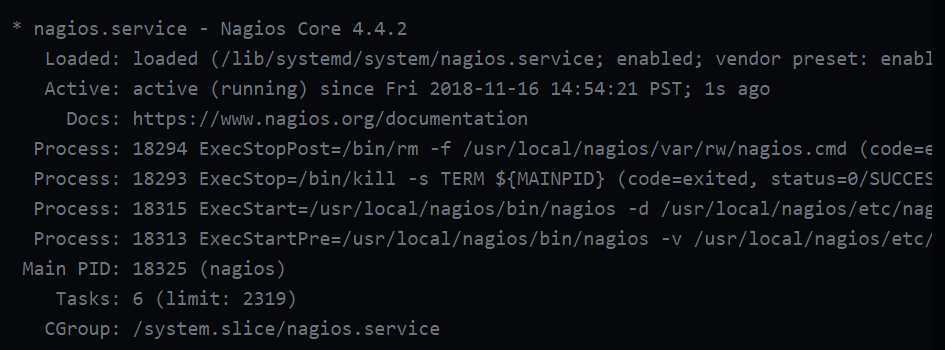 * nagios.service - Nagios Core 4.4.2
Loaded: loaded (/lib/systemd/system/nagios.service; enabled; vendor preset: enabl
Active: active (running) since Fri 2018-11-16 14:54:21 PST; 1s ago
Docs: https://www.nagios.org/documentation
Process: 18294 ExecStopPost=/bin/rm -f /usr/local/nagios/var/rw/nagios.cmd (code=e
Process: 18293 ExecStop=/bin/kill -s TERM ${MAINPID} (code=exited, status=0/SUCCES
Process: 18315 ExecStart=/usr/local/nagios/bin/nagios -d /usr/local/nagios/etc/nag
Process: 18313 ExecStartPre=/usr/local/nagios/bin/nagios -v /usr/local/nagios/etc/
Main PID: 18325 (nagios)
Tasks: 6 (limit: 2319)
CGroup: /system.slice/nagios.service